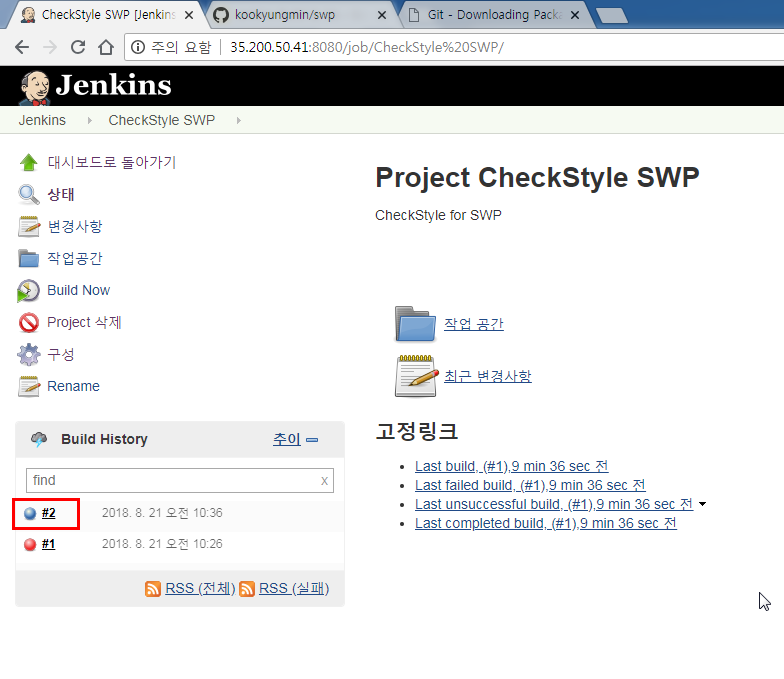 CheckStyle SWP [Jenkins
kookyungmin/swp
Git - Downloading Packa
주의 요함
35.200.50.41:8080/job/CheckStyle%20SWP/
Jenkins
Jenkins
CheckStyle SWP
대시보드로 돌아가기
상태
변경사항
작업공간
Build Now
Project 삭제
구성
Rename
Project CheckStyle SWP
CheckStyle for SWP
작업 공간
최근 변경사항
고정링크
Last build, (#1),9 min 36 sec 전
Last failed build, (#1),9 min 36 sec 전
Last unsuccessful build, (#1),9 min 36 sec 전
Last completed build, (#1),9 min 36 sec 전
Build History
추이
find x
#2 2018. 8. 21 오전 10:36
#1 2018. 8. 21 오전 10:26
RSS (전체) RSS (실패)